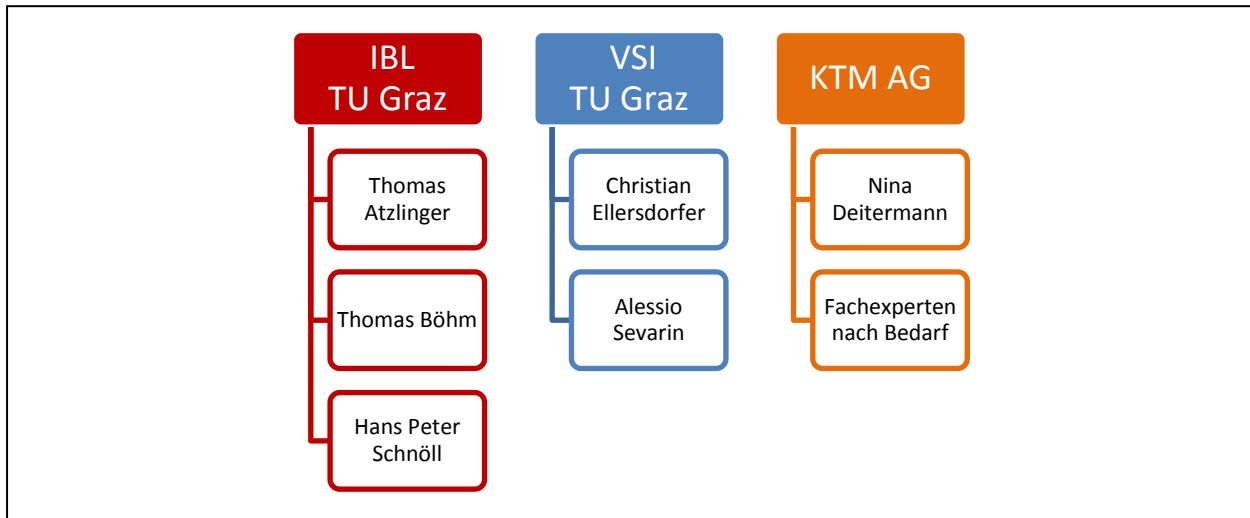 IBL
TU Graz
Thomas
Atzlinger
Thomas Böhm
Hans Peter
Schnöll
VSI
TU Graz
Christian
Ellersdorfer
Alessio
Sevarin
KTM AG
Nina
Deitermann
Fachexperten
nach Bedarf